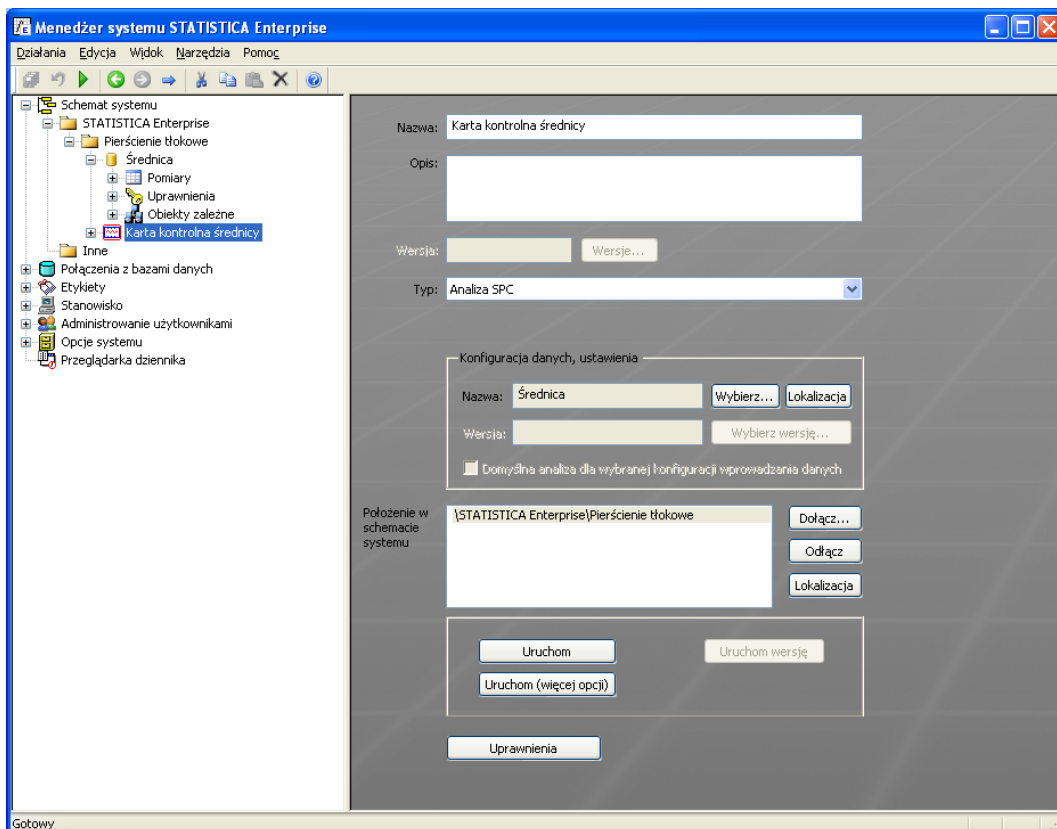 Menedżer systemu STATISTICA Enterprise
Działania Edycja Widok Narzędzia Pomoc
Schemat systemu
STATISTICA Enterprise
Pierścienie tłokowe
Średnica
Pomiary
Uprawnienia
Obiekty zależne
Karta kontrolna średnicy
Inne
Połączenia z bazami danych
Etykiety
Stanowisko
Administrowanie użytkownikami
Opcje systemu
Przeglądarka dziennika
Nazwa: Karta kontrolna średnicy
Opis:
Wersja: Wersje...
Typ: Analiza SPC
Konfiguracja danych, ustawienia
Nazwa: Średnica Wybierz... Lokalizacja
Wersja: Wybierz wersję...
Domyślna analiza dla wybranej konfiguracji wprowadzania danych
Położenie w schemacie systemu
\STATISTICA Enterprise\Pierścienie tłokowe
Dołącz...
Odłącz
Lokalizacja
Uruchom Uruchom wersję
Uruchom (więcej opcji)
Uprawnienia
Gotowy